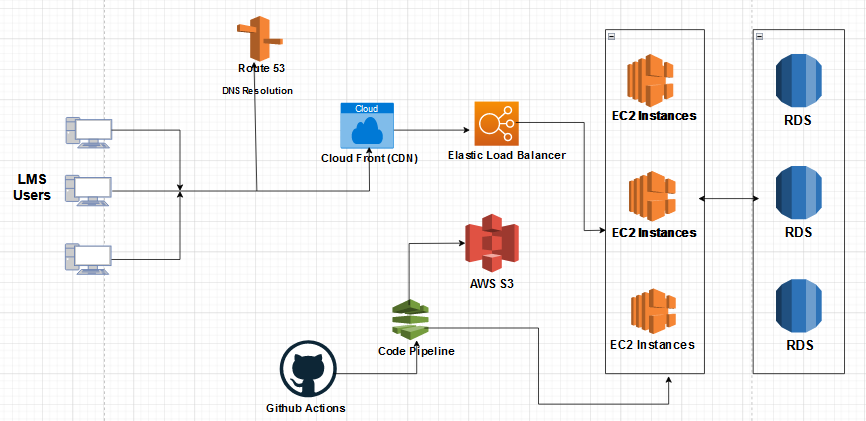 Route 53
DNS Resolution
Cloud
Cloud Front (CDN)
Elastic Load Balancer
LMS
Users
EC2 Instances
RDS
EC2 Instances
RDS
AWS S3
EC2 Instances
RDS
Code Pipeline
Github Actions